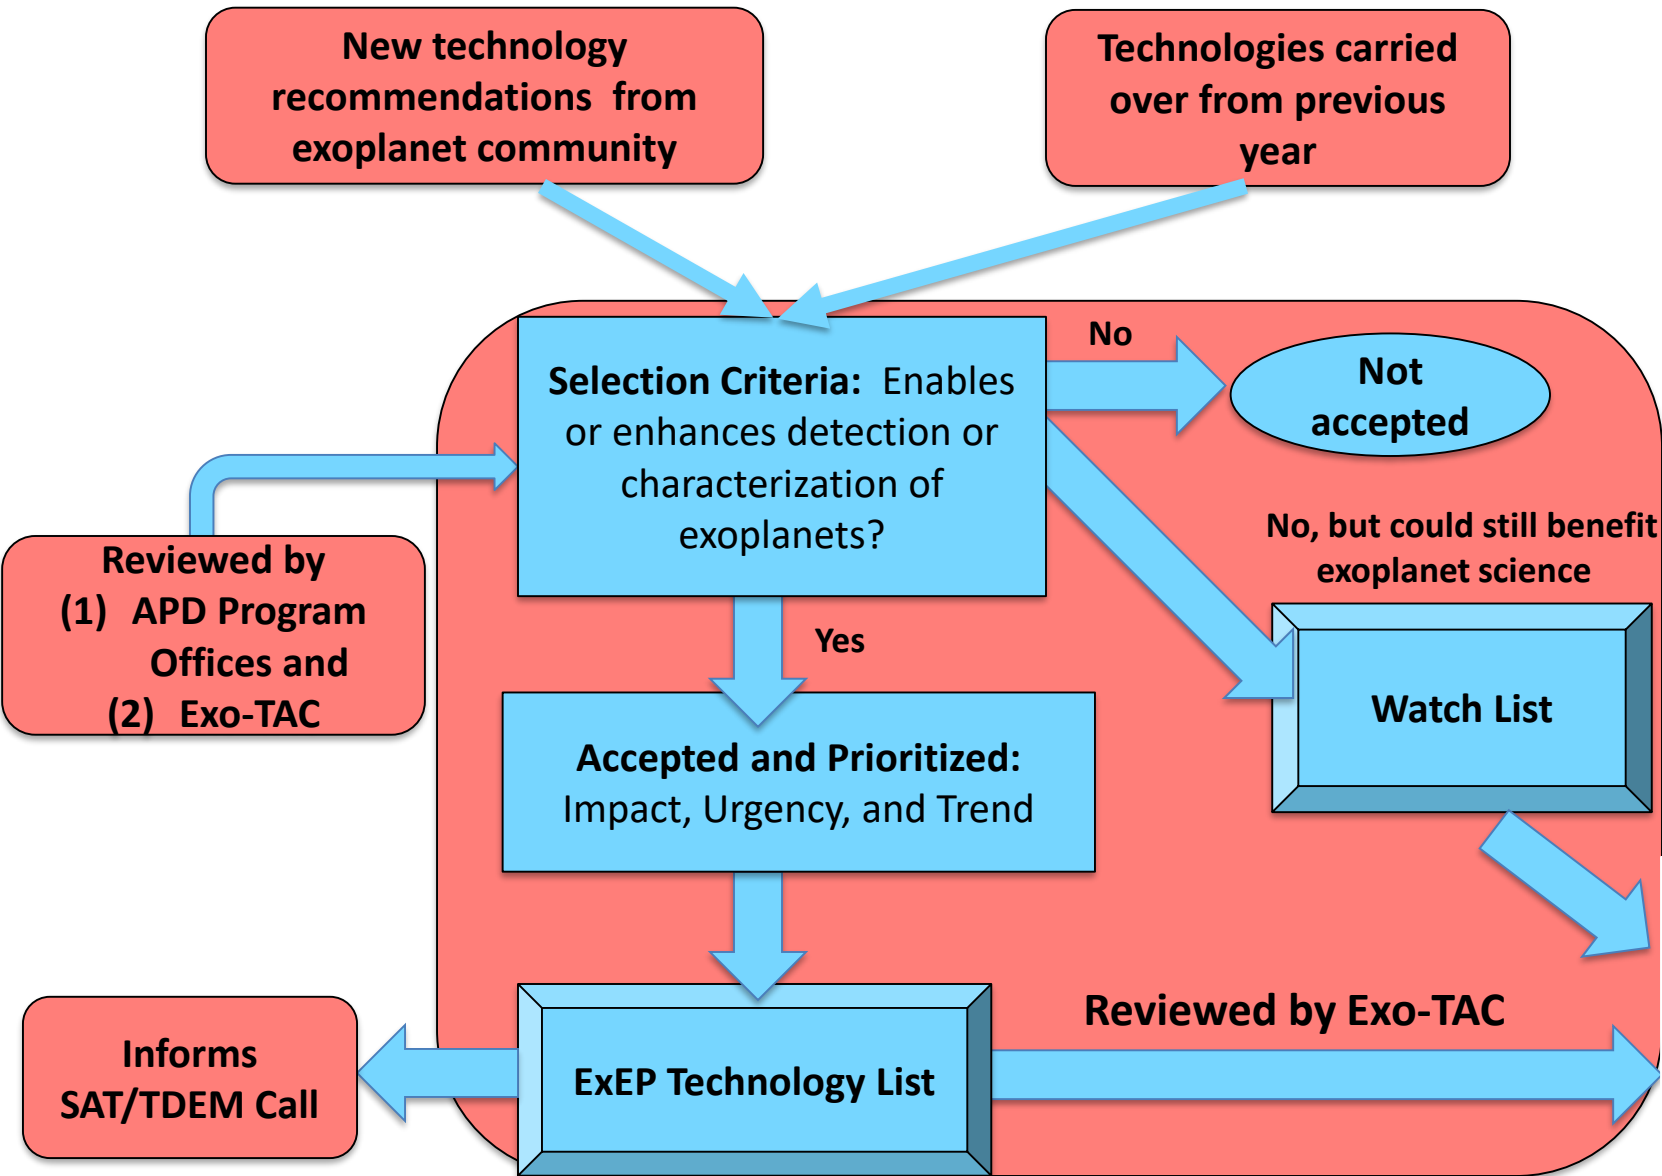 New technology
recommendations from
exoplanet community
Technologies carried
over from previous
year
Selection Criteria: Enables
or enhances detection or
characterization of
exoplanets?
No
Not
accepted
No, but could still benefit
exoplanet science
Reviewed by
(1) APD Program
Offices and
(2) Exo-TAC
Yes
Watch List
Accepted and Prioritized:
Impact, Urgency, and Trend
Reviewed by Exo-TAC
Informs
SAT/TDEM Call
ExEP Technology List